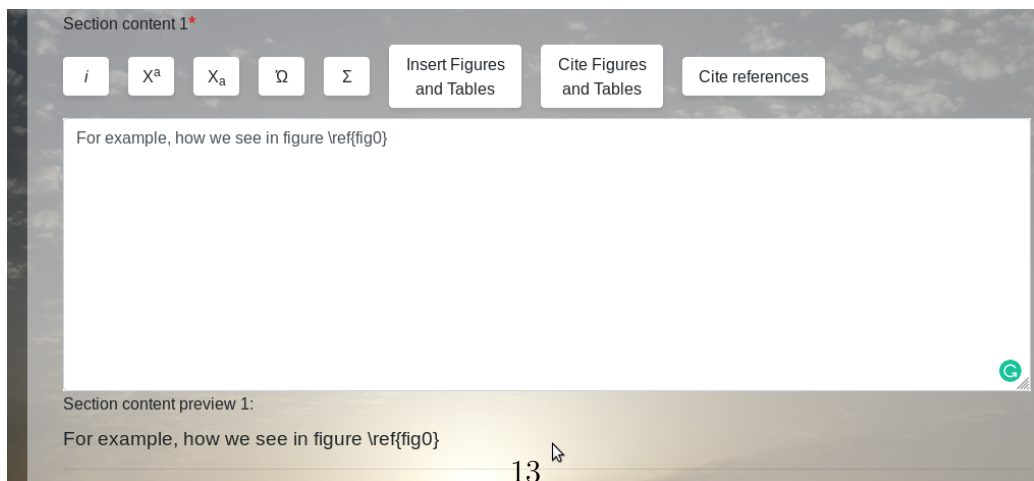 Section content 1*
i Xᵃ Xₐ Ώ Σ Insert Figures and Tables Cite Figures and Tables Cite references
For example, how we see in figure \ref{fig0}
Section content preview 1:
For example, how we see in figure \ref{fig0}
13